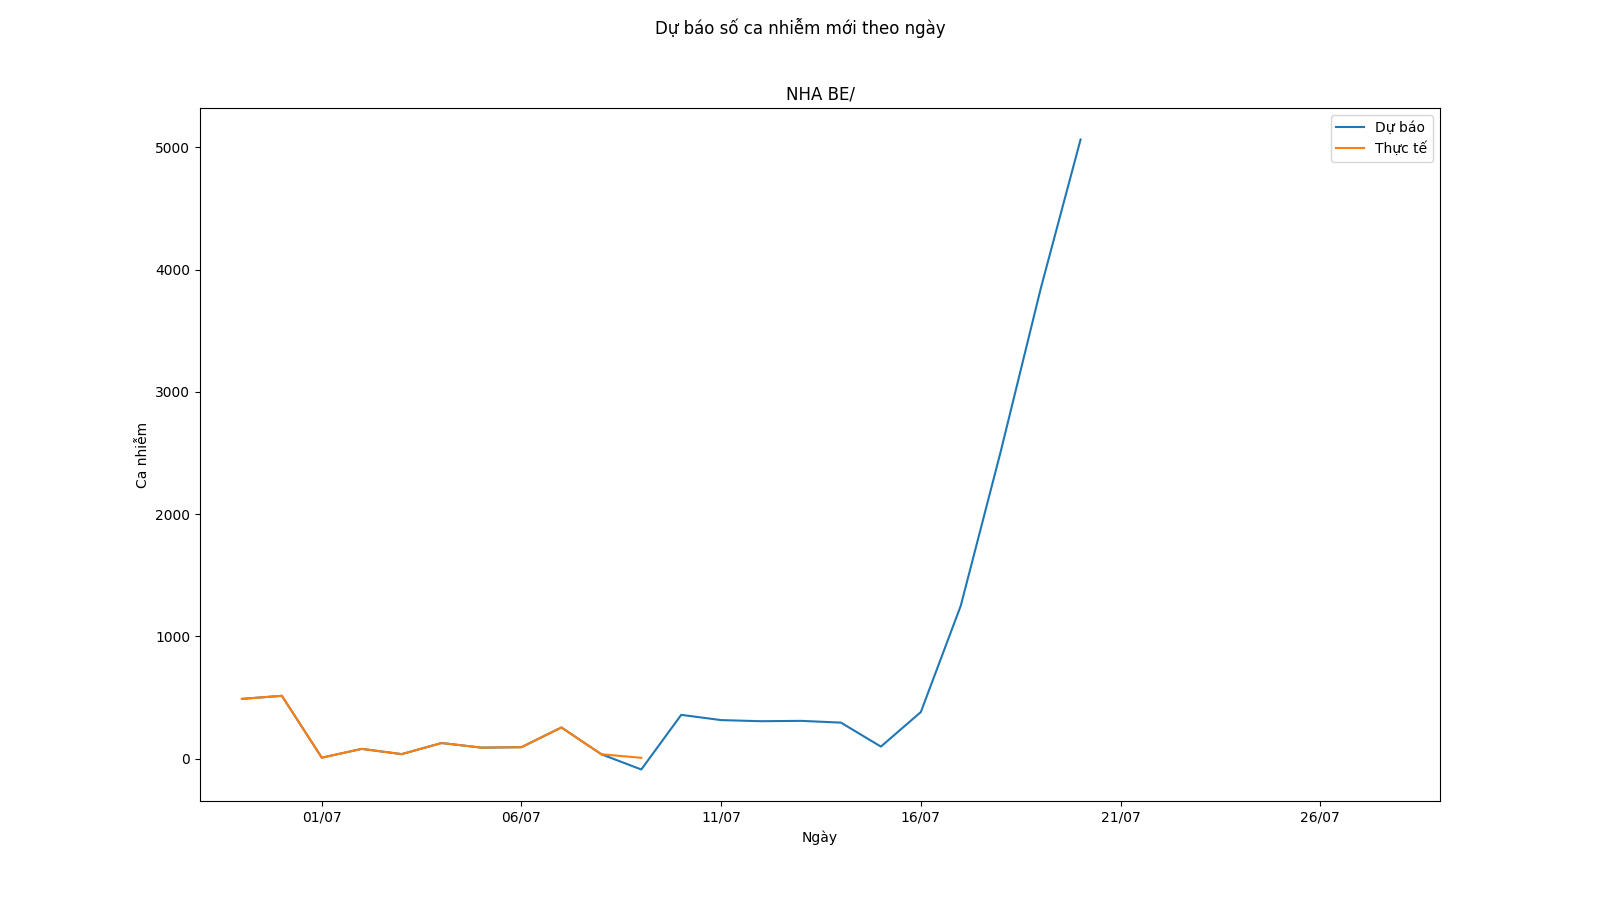 Dự báo số ca nhiễm mới theo ngày
NHA BE/
Dự báo
Thực tế
5000
4000
3000
2000
1000
0
Ca nhiễm
01/07
06/07
11/07
16/07
21/07
26/07
Ngày